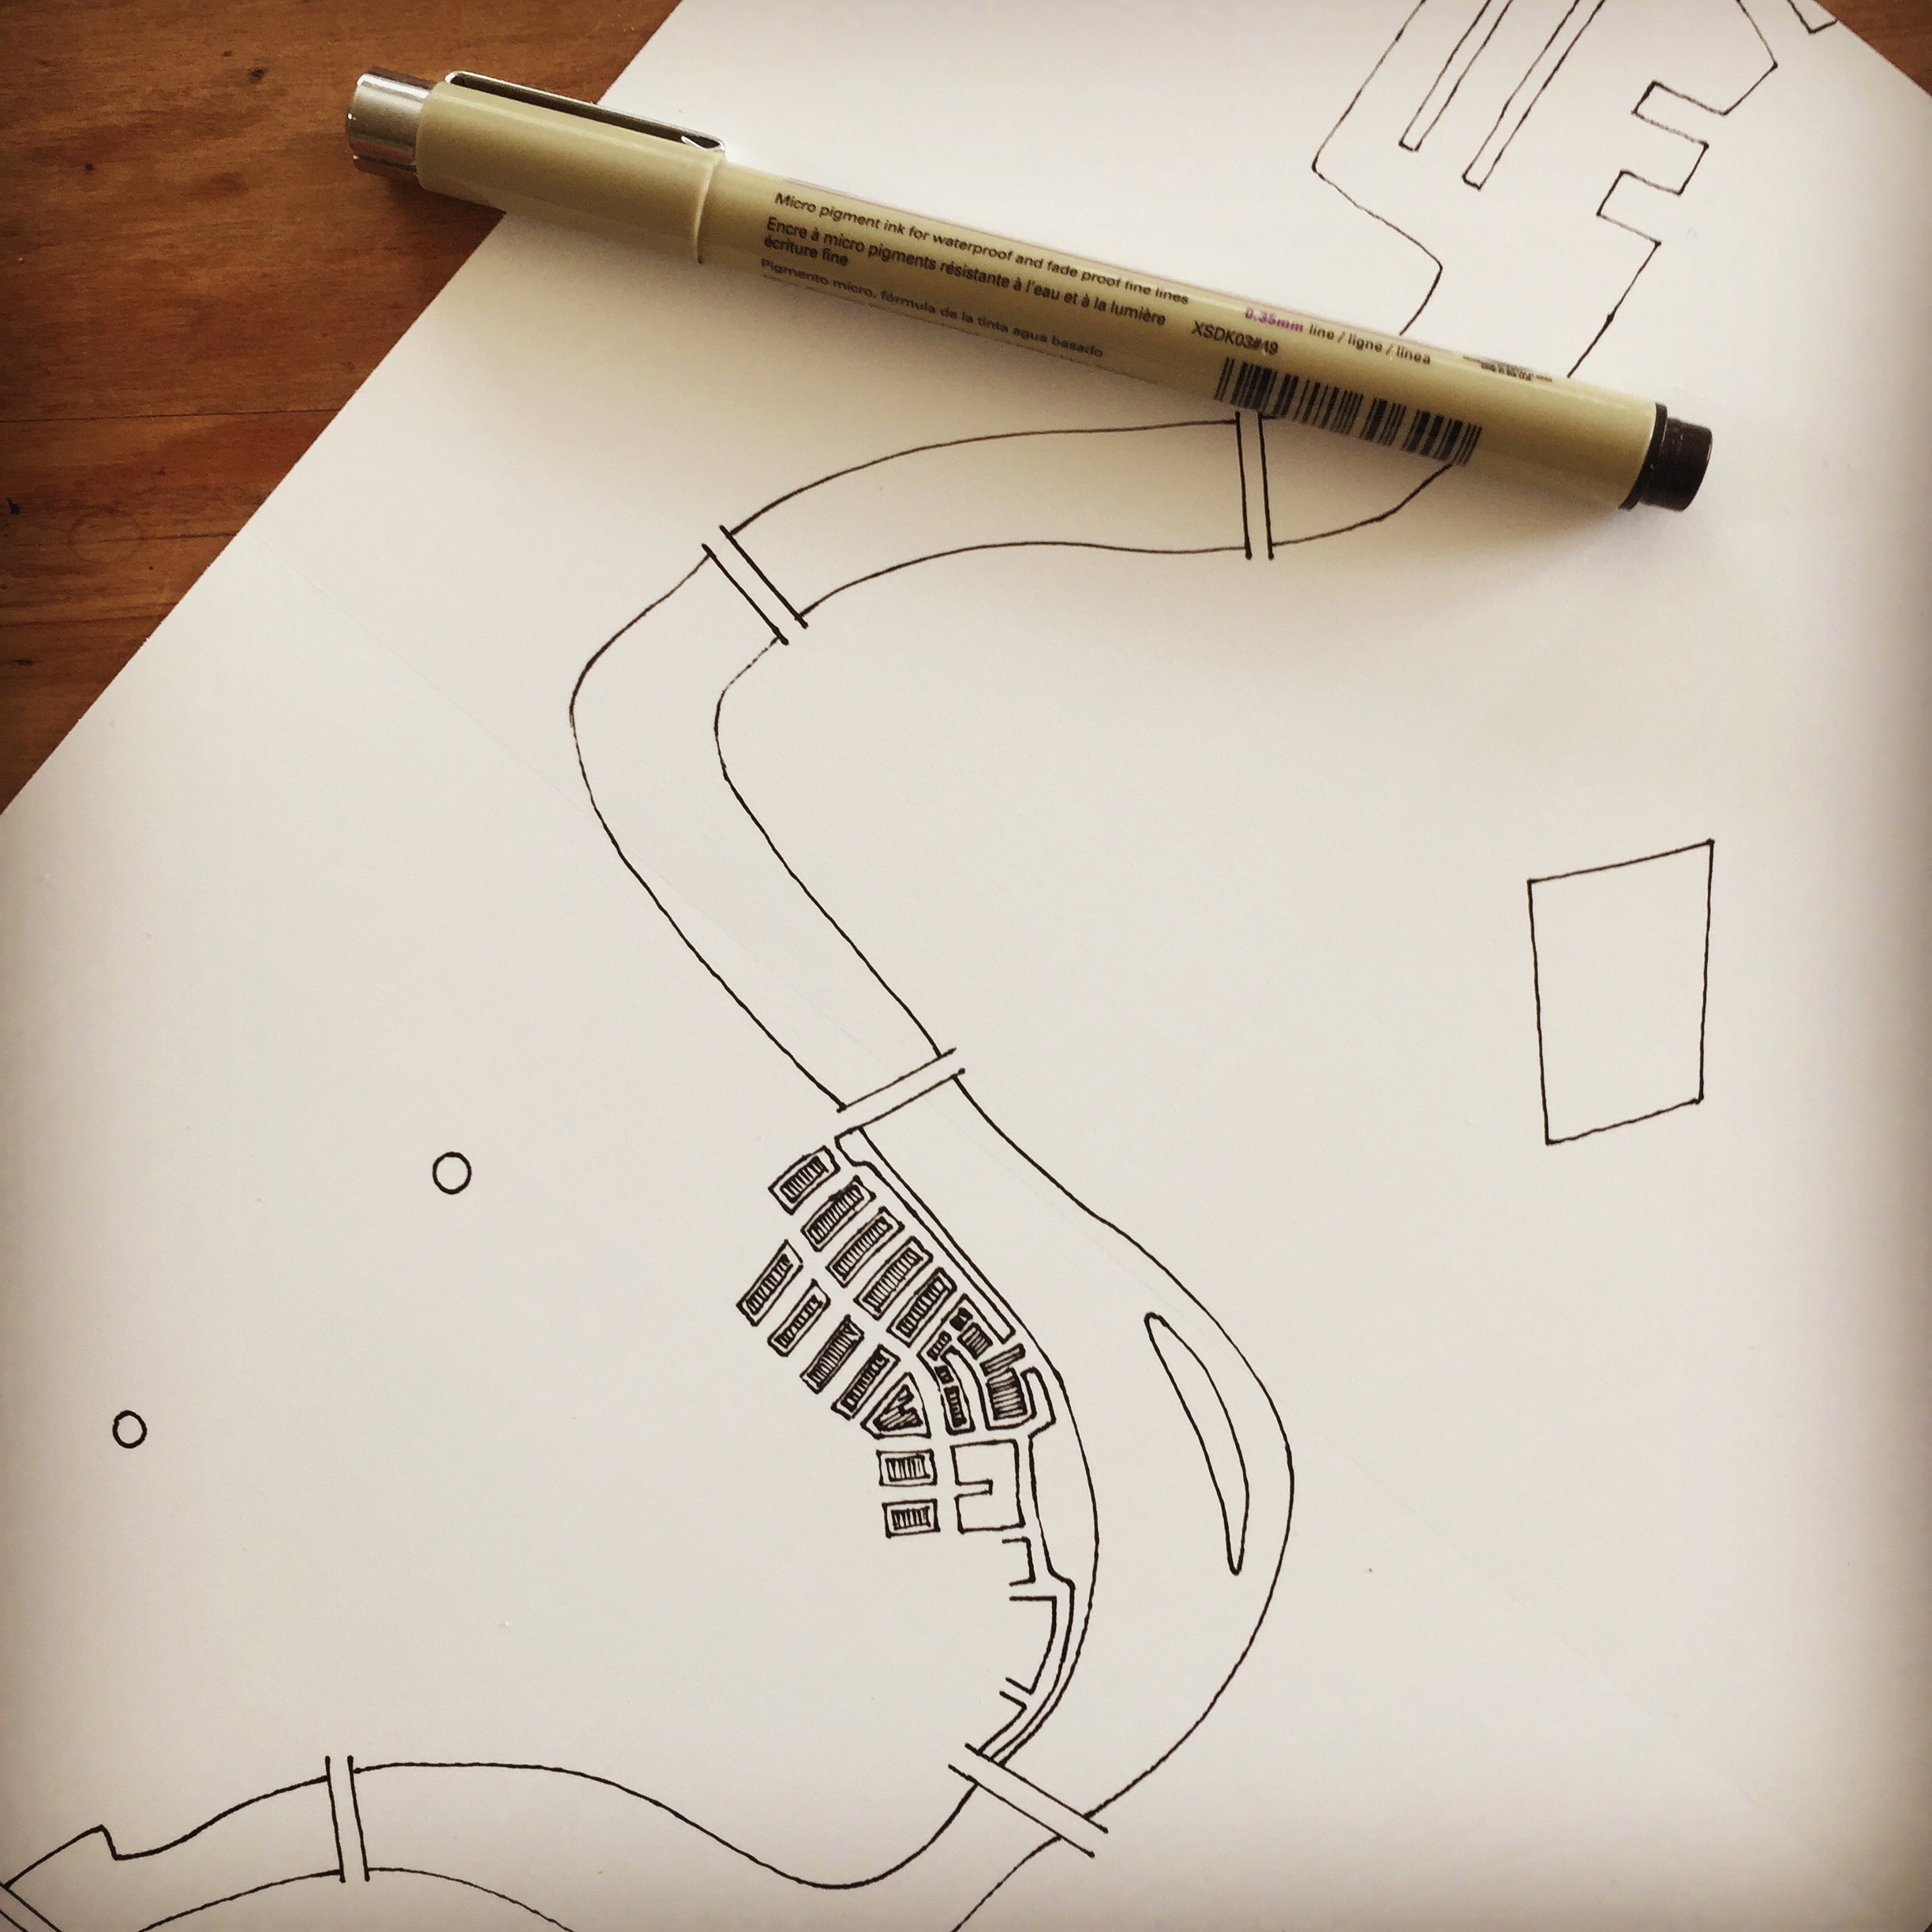 Micro pigment ink for waterproof and fade proof fine lines
Encre à micro pigments résistante à l'eau et à la lumière
écriture fine
Pigmento micro, fórmula de la tinta agua basado
XSDK03#49
0.35mm line / ligne / línea